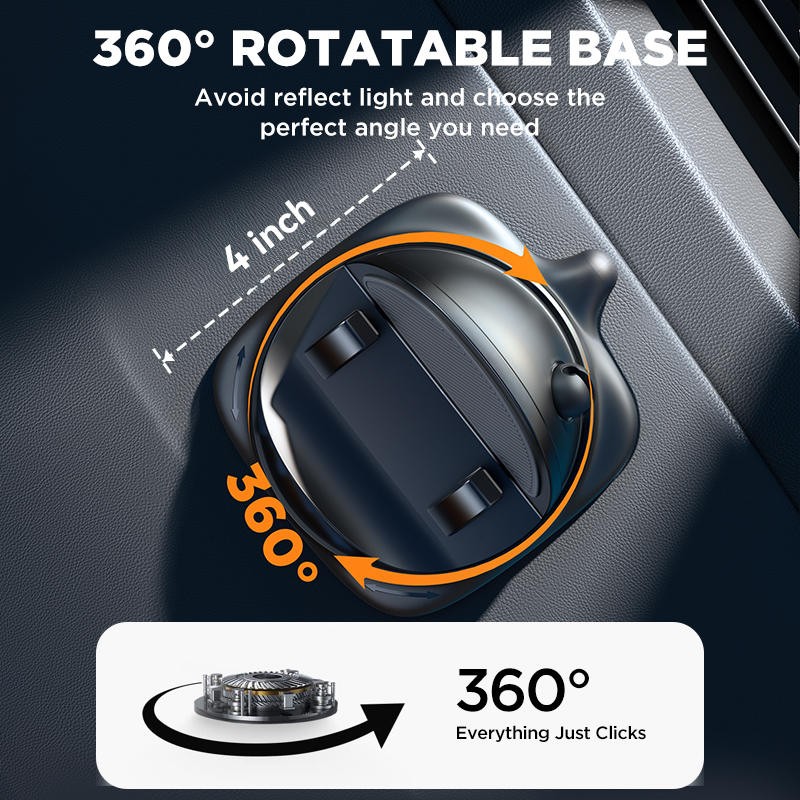 360° ROTATABLE BASE
Avoid reflect light and choose the
perfect angle you need
4 inch
360°
360°
Everything Just Clicks